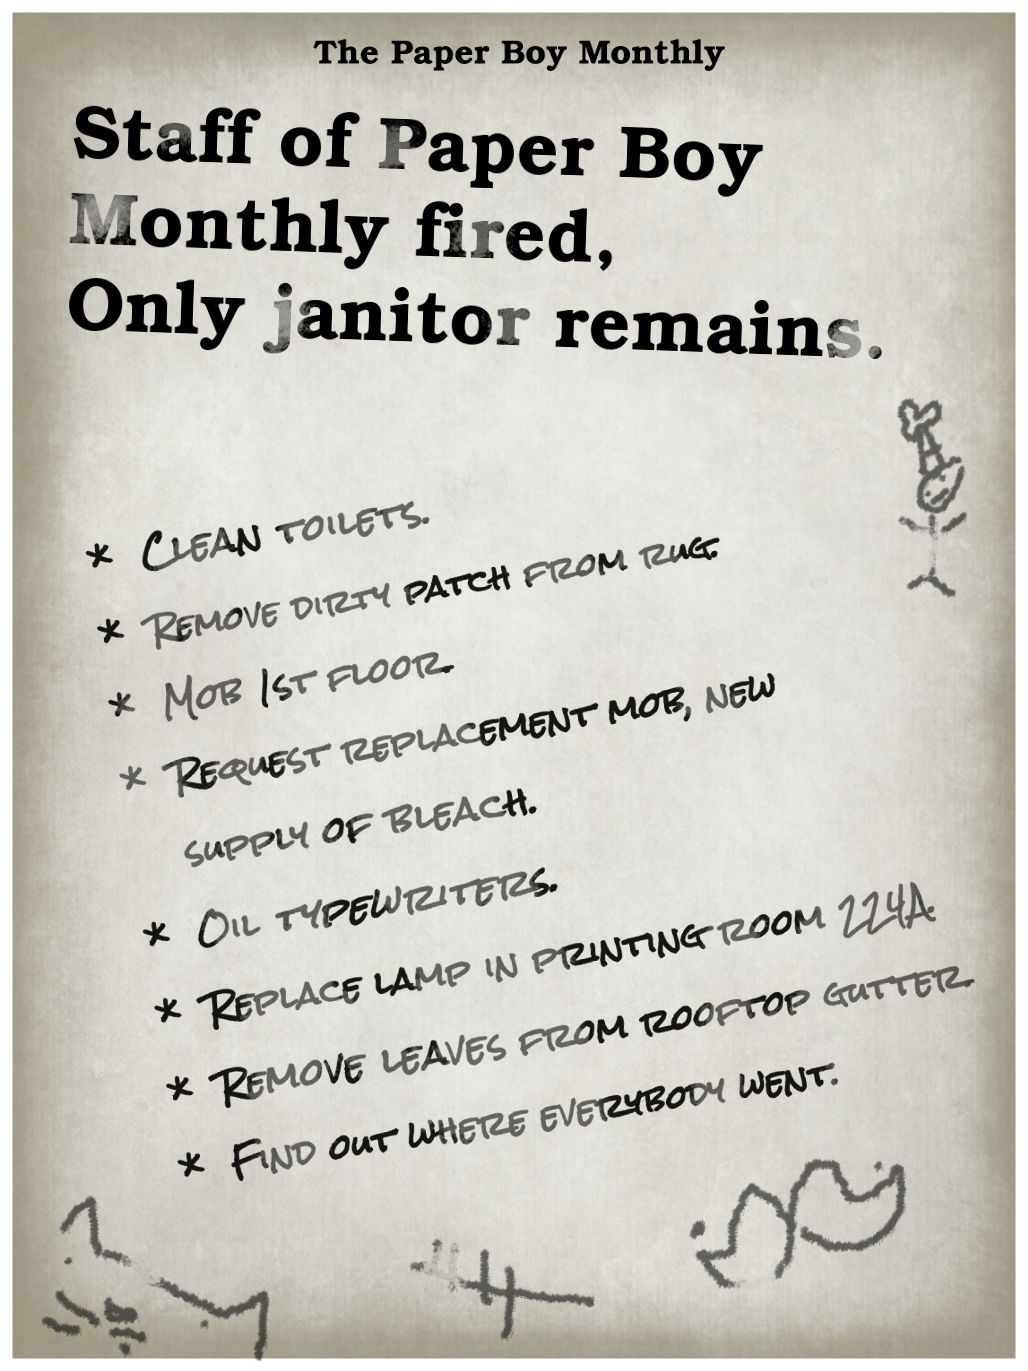 The Paper Boy Monthly
Staff of Paper Boy
Monthly fired,
Only janitor remains.
* Clean toilets.
* Remove dirty patch from rug.
* Mob 1st floor.
* Request replacement mob, new
supply of bleach.
* Oil typewriters.
* Replace lamp in printing room 224A.
* Remove leaves from rooftop gutter.
* Find out where everybody went.